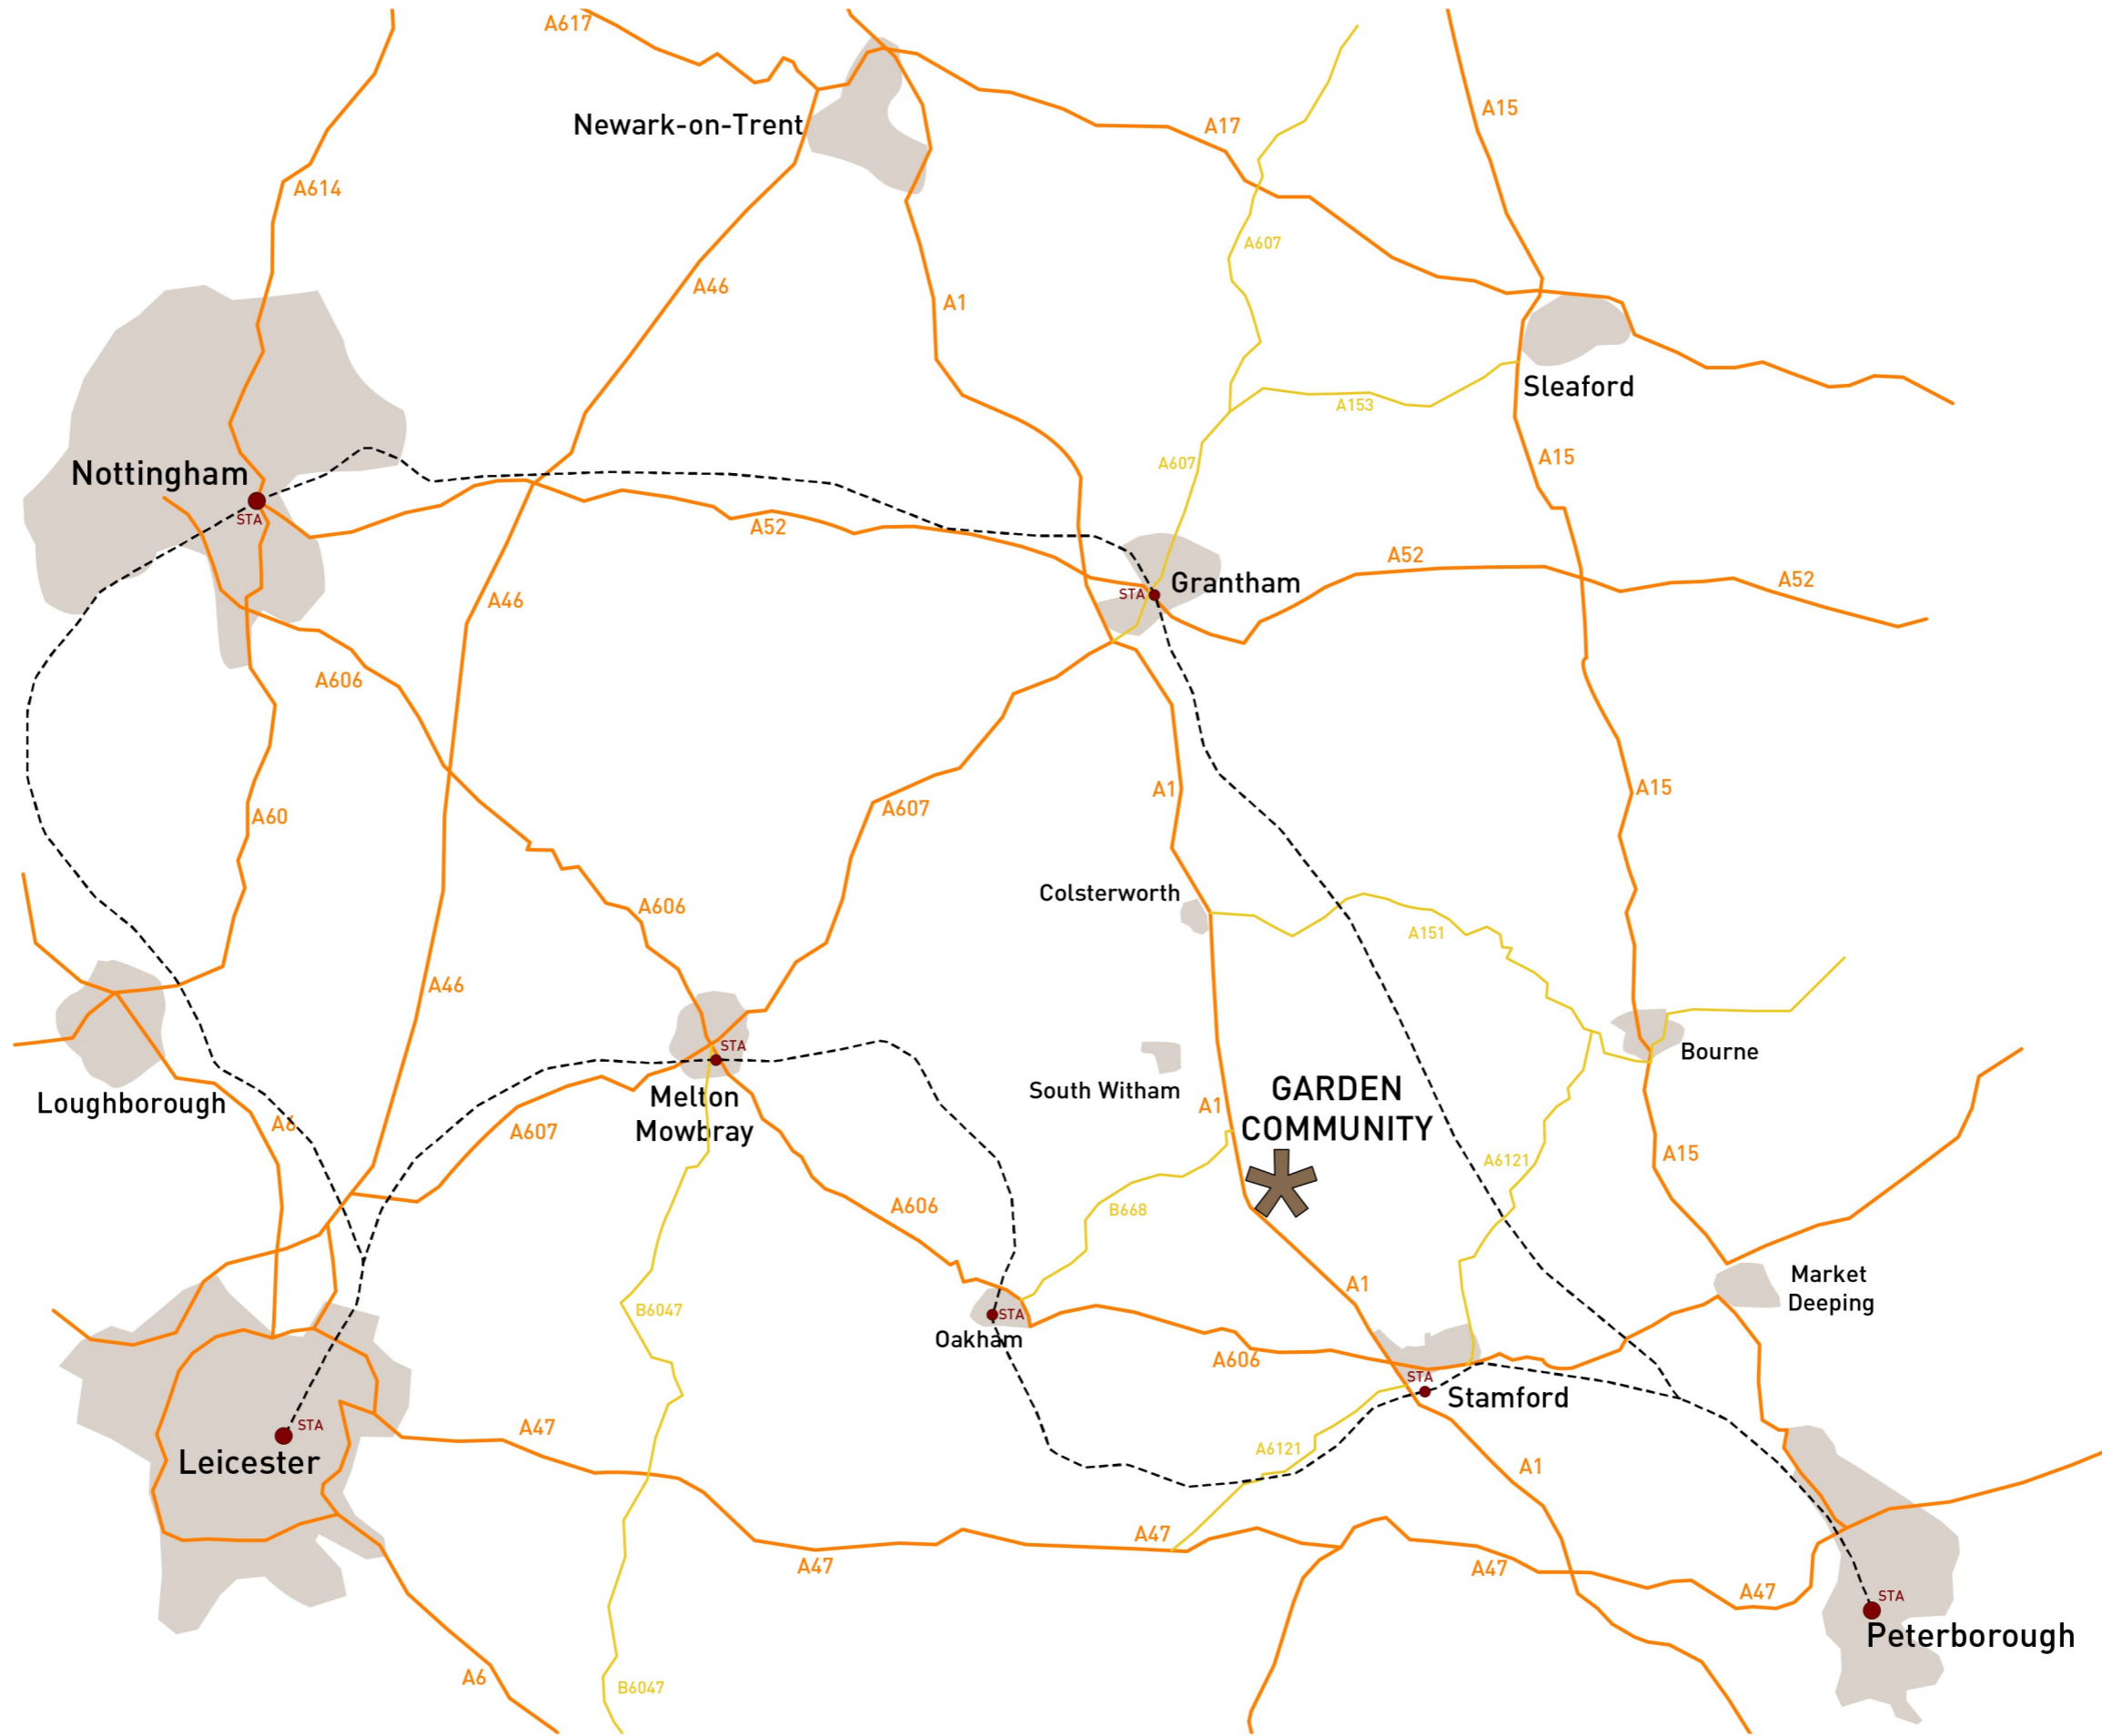 A617
A15
A17
Newark-on-Trent
A614
A607
A46
A1
Sleaford
A153
A15
A607
Nottingham
STA
A52
A52
A52
Grantham
STA
A46
A606
A15
A1
A607
A60
Colsterworth
A606
A151
A46
STA
Bourne
South Witham
GARDEN
COMMUNITY
Melton
Mowbray
Loughborough
A1
A6
A607
A15
A6121
A606
B668
Market
Deeping
A1
B6047
STA
Oakham
A606
STA
Stamford
STA
A47
Leicester
A6121
A1
A47
A47
A47
A47
STA
Peterborough
A6
B6047